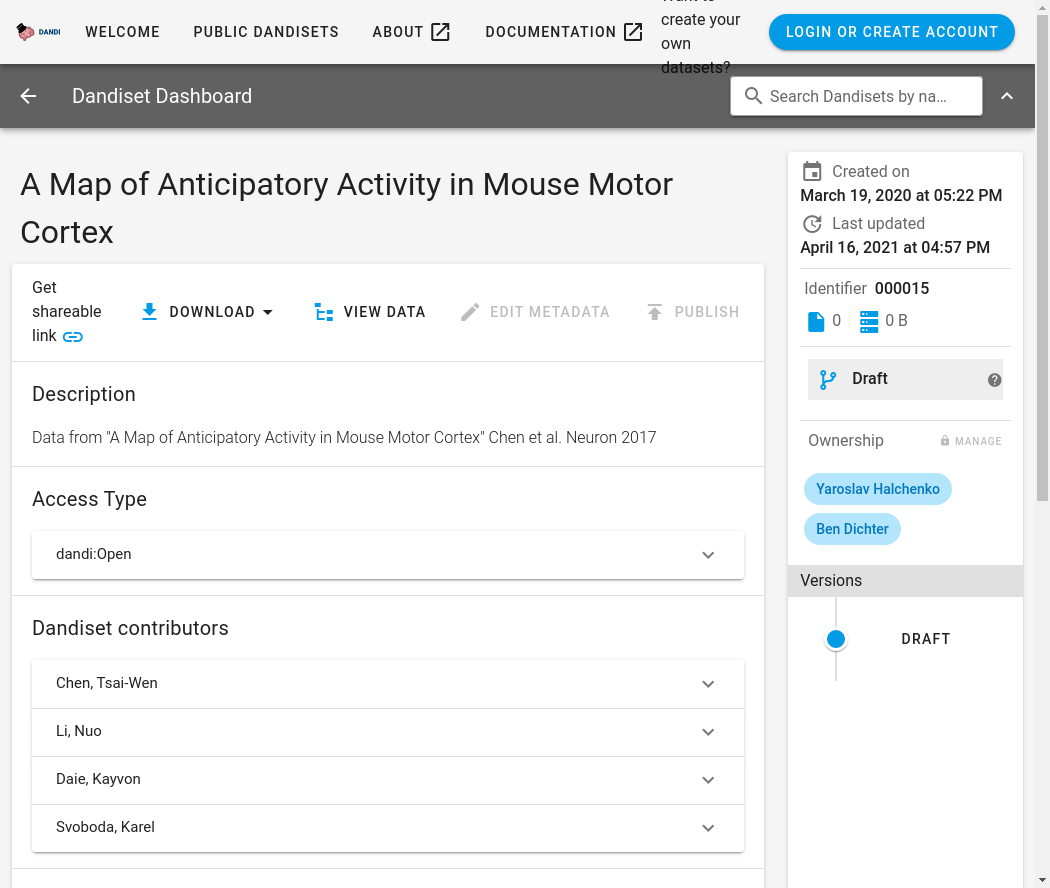 DANDI
WELCOME
PUBLIC DANDISETS
ABOUT
DOCUMENTATION
create your
own
datasets?
LOGIN OR CREATE ACCOUNT
Dandiset Dashboard
Search Dandisets by na…
A Map of Anticipatory Activity in Mouse Motor
Cortex
Get
shareable
link
DOWNLOAD
VIEW DATA
EDIT METADATA
PUBLISH
Description
Data from "A Map of Anticipatory Activity in Mouse Motor Cortex" Chen et al. Neuron 2017
Access Type
dandi:Open
Dandiset contributors
Chen, Tsai-Wen
Li, Nuo
Daie, Kayvon
Svoboda, Karel
Created on
March 19, 2020 at 05:22 PM
Last updated
April 16, 2021 at 04:57 PM
Identifier 000015
0
0 B
Draft
Ownership
MANAGE
Yaroslav Halchenko
Ben Dichter
Versions
DRAFT